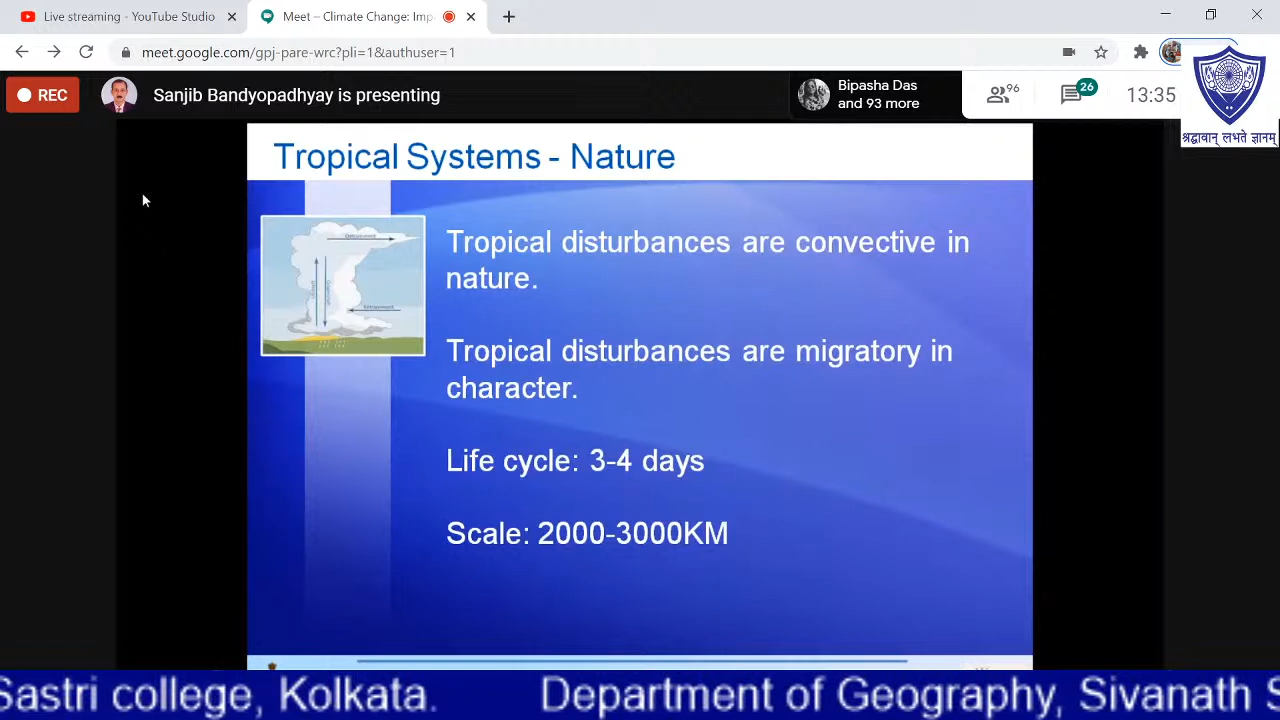 Live streaming - YouTube Studio
Meet – Climate Change: Imp
meet.google.com/gpj-pare-wrc?pli=1&authuser=1
REC
Sanjib Bandyopadhyay is presenting
Bipasha Das
and 93 more
96
26
13:35
श्रद्धावान् लभते ज्ञानम्
Tropical Systems - Nature
Tropical disturbances are convective in
nature.
Tropical disturbances are migratory in
character.
Life cycle: 3-4 days
Scale: 2000-3000KM
Sastri college, Kolkata. Department of Geography, Sivanath S